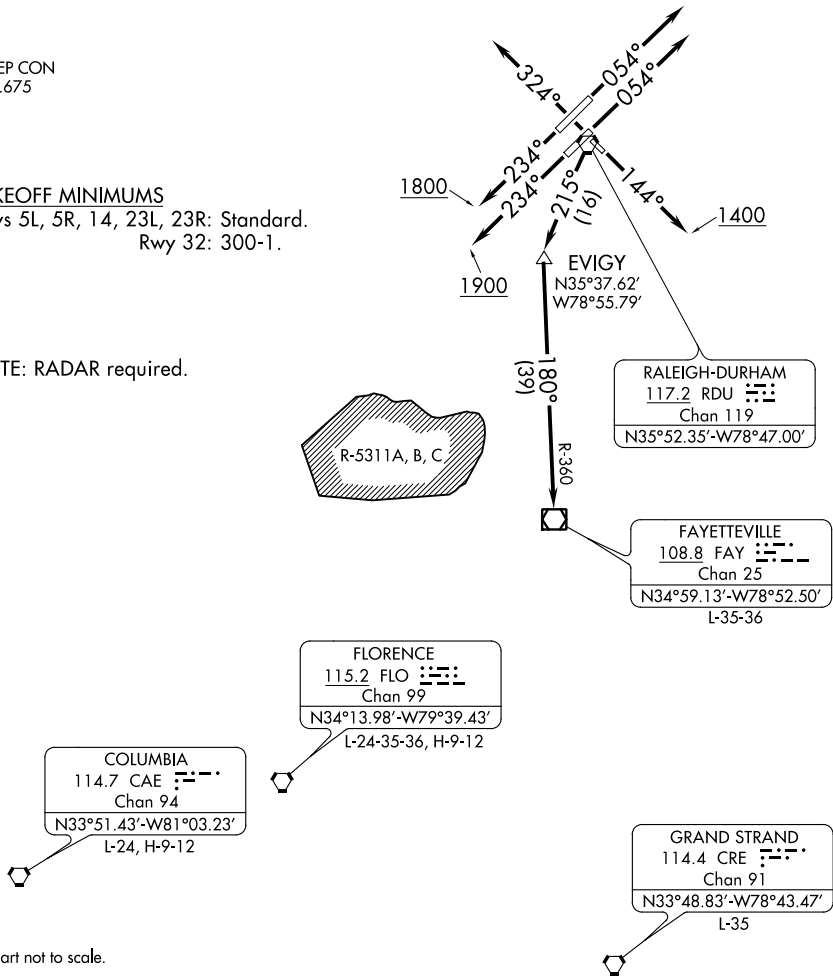 EP CON
.675
KEOFF MINIMUMS
ys 5L, 5R, 14, 23L, 23R: Standard.
Rwy 32: 300-1.
TE: RADAR required.
324°
054°
054°
234°
234°
144°
1800
1900
1400
215°
(16)
EVIGY
N35°37.62'
W78°55.79'
180°
(39)
R-360
R-5311A, B, C
RALEIGH-DURHAM
117.2 RDU
Chan 119
N35°52.35'-W78°47.00'
FAYETTEVILLE
108.8 FAY
Chan 25
N34°59.13'-W78°52.50'
L-35-36
FLORENCE
115.2 FLO
Chan 99
N34°13.98'-W79°39.43'
L-24-35-36, H-9-12
COLUMBIA
114.7 CAE
Chan 94
N33°51.43'-W81°03.23'
L-24, H-9-12
GRAND STRAND
114.4 CRE
Chan 91
N33°48.83'-W78°43.47'
L-35
art not to scale.